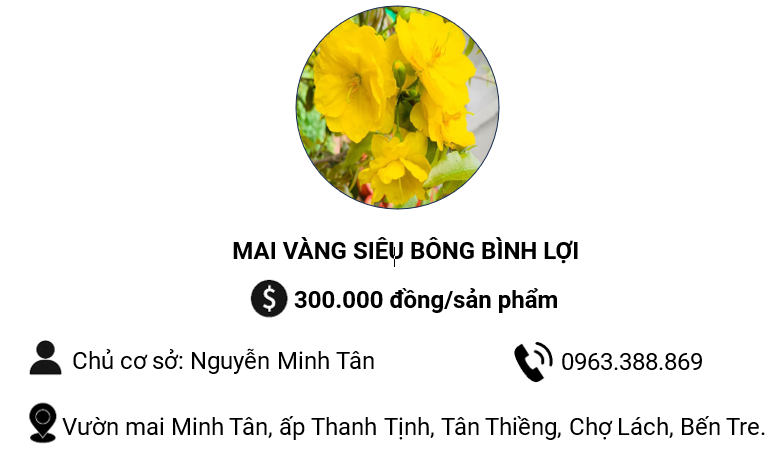 MAI VÀNG SIÊU BÔNG BÌNH LỢI
$ 300.000 đồng/sản phẩm
Chủ cơ sở: Nguyễn Minh Tân
0963.388.869
Vườn mai Minh Tân, ấp Thanh Tịnh, Tân Thiềng, Chợ Lách, Bến Tre.